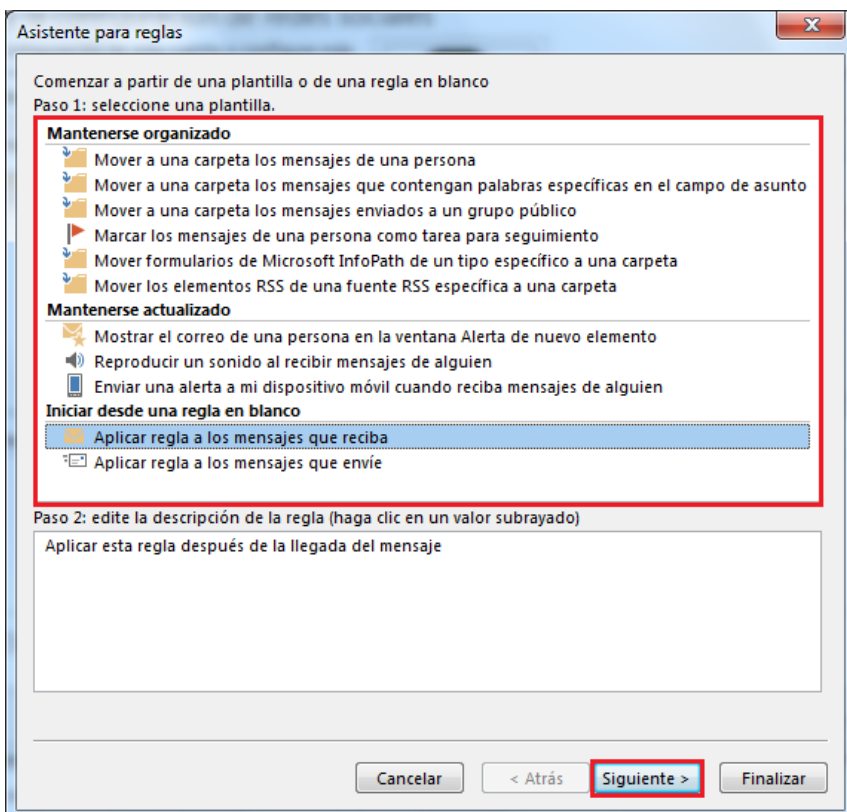 Asistente para reglas
Comenzar a partir de una plantilla o de una regla en blanco
Paso 1: seleccione una plantilla.
Mantenerse organizado
Mover a una carpeta los mensajes de una persona
Mover a una carpeta los mensajes que contengan palabras específicas en el campo de asunto
Mover a una carpeta los mensajes enviados a un grupo público
Marcar los mensajes de una persona como tarea para seguimiento
Mover formularios de Microsoft InfoPath de un tipo específico a una carpeta
Mover los elementos RSS de una fuente RSS específica a una carpeta
Mantenerse actualizado
Mostrar el correo de una persona en la ventana Alerta de nuevo elemento
Reproducir un sonido al recibir mensajes de alguien
Enviar una alerta a mi dispositivo móvil cuando reciba mensajes de alguien
Iniciar desde una regla en blanco
Aplicar regla a los mensajes que reciba
Aplicar regla a los mensajes que envíe
Paso 2: edite la descripción de la regla (haga clic en un valor subrayado)
Aplicar esta regla después de la llegada del mensaje
Cancelar < Atrás Siguiente > Finalizar